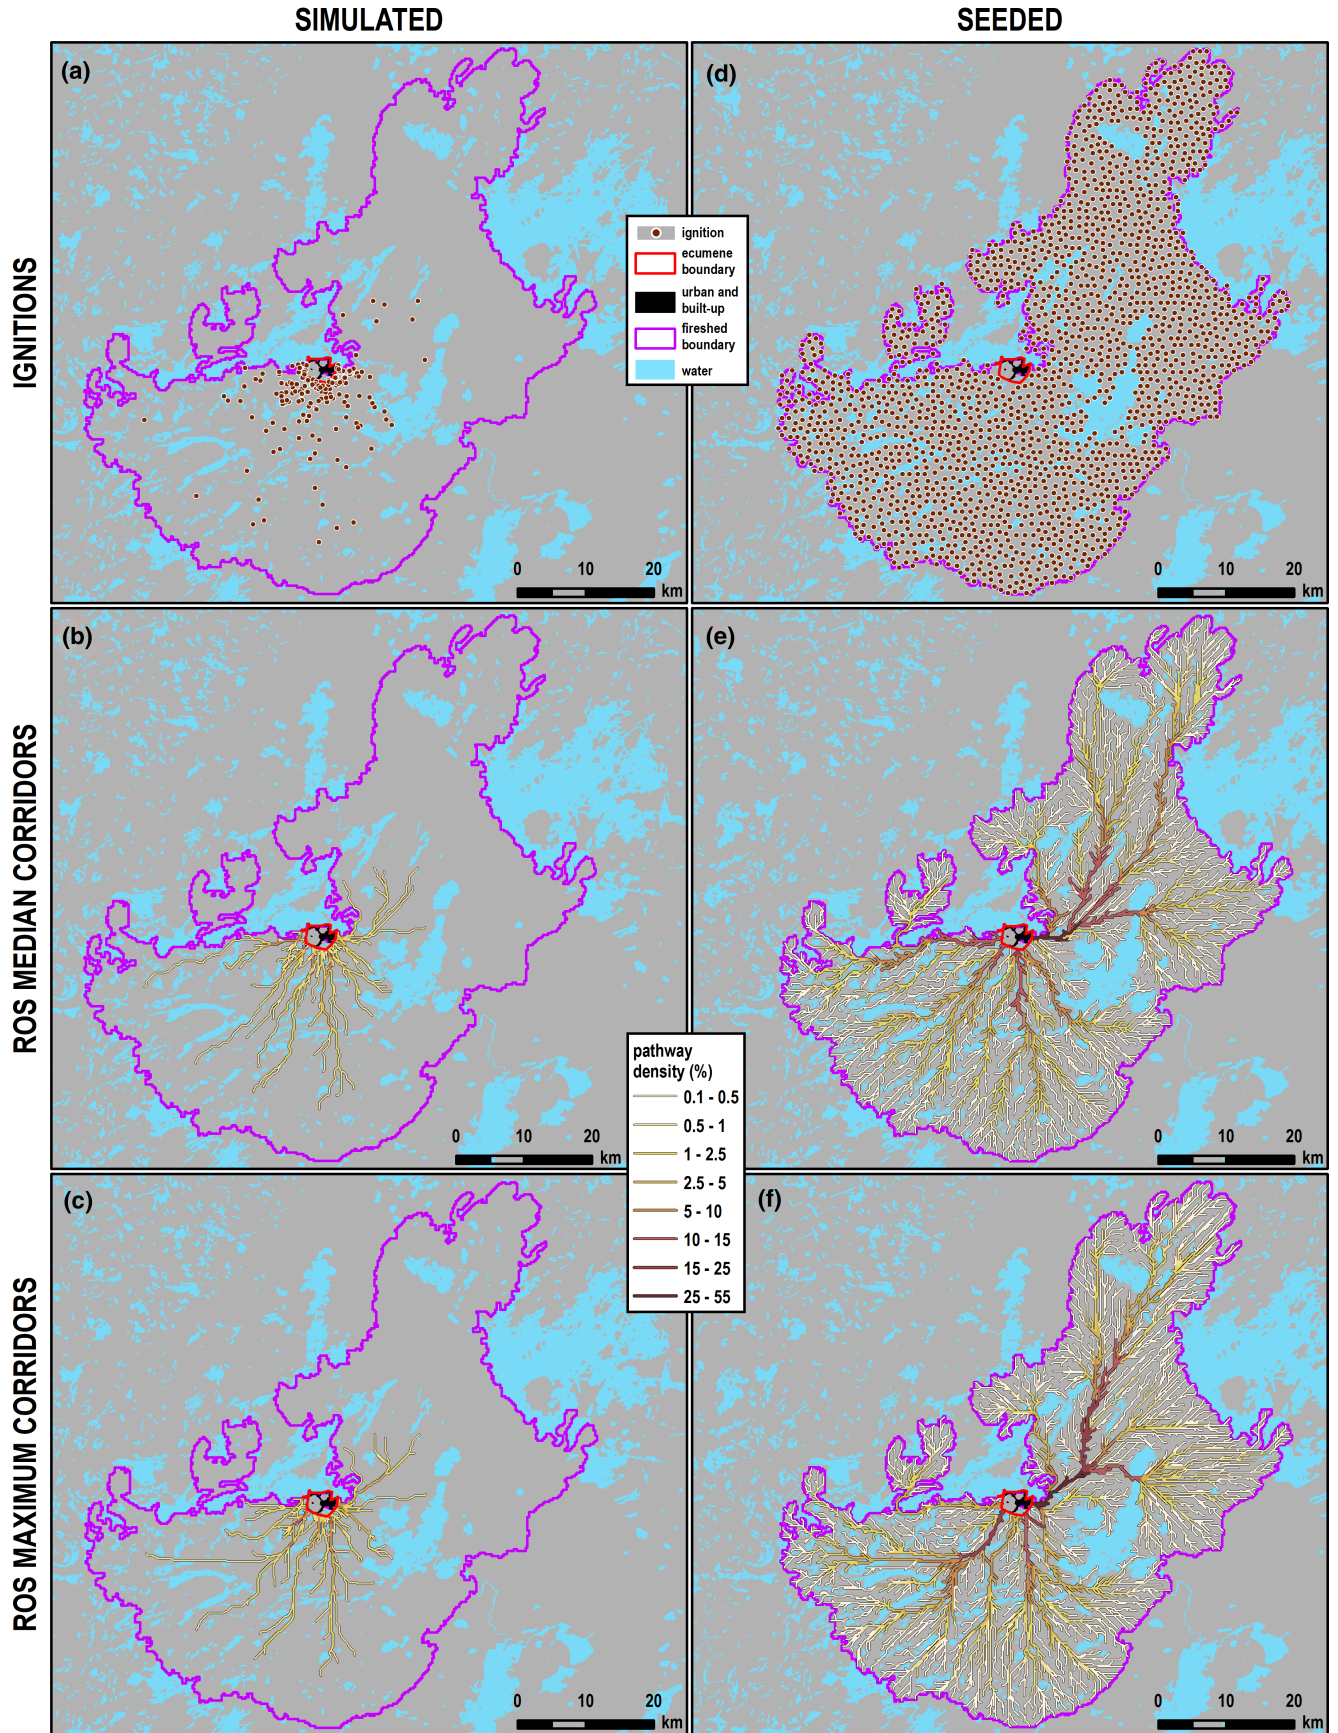 SIMULATED
SEEDED
IGNITIONS
(a)
(d)
ignition
ecumene
boundary
urban and
built-up
fireshed
boundary
water
0 10 20
km
0 10 20
km
ROS MEDIAN CORRIDORS
(b)
(e)
0 10 20
km
0 10 20
km
pathway
density (%)
0.1 - 0.5
0.5 - 1
1 - 2.5
2.5 - 5
5 - 10
10 - 15
15 - 25
25 - 55
ROS MAXIMUM CORRIDORS
(c)
(f)
0 10 20
km
0 10 20
km